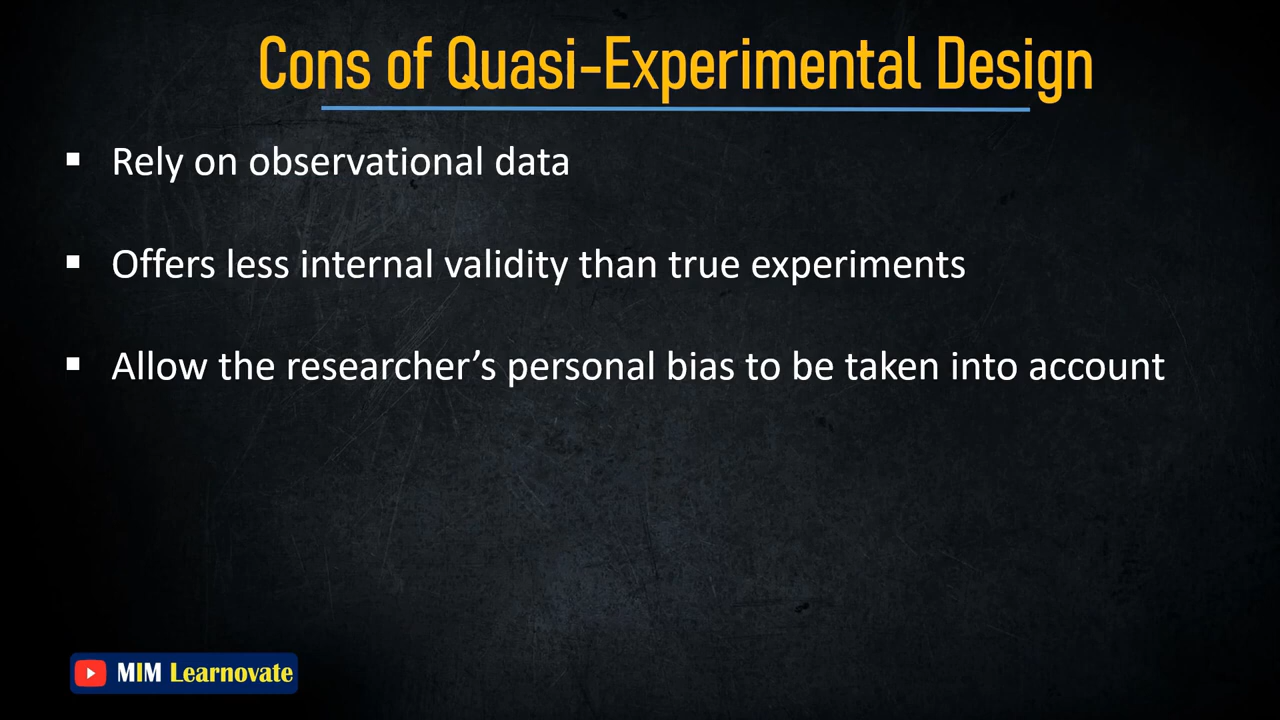 Cons of Quasi-Experimental Design
▪ Rely on observational data
▪ Offers less internal validity than true experiments
▪ Allow the researcher’s personal bias to be taken into account
MIM Learnovate